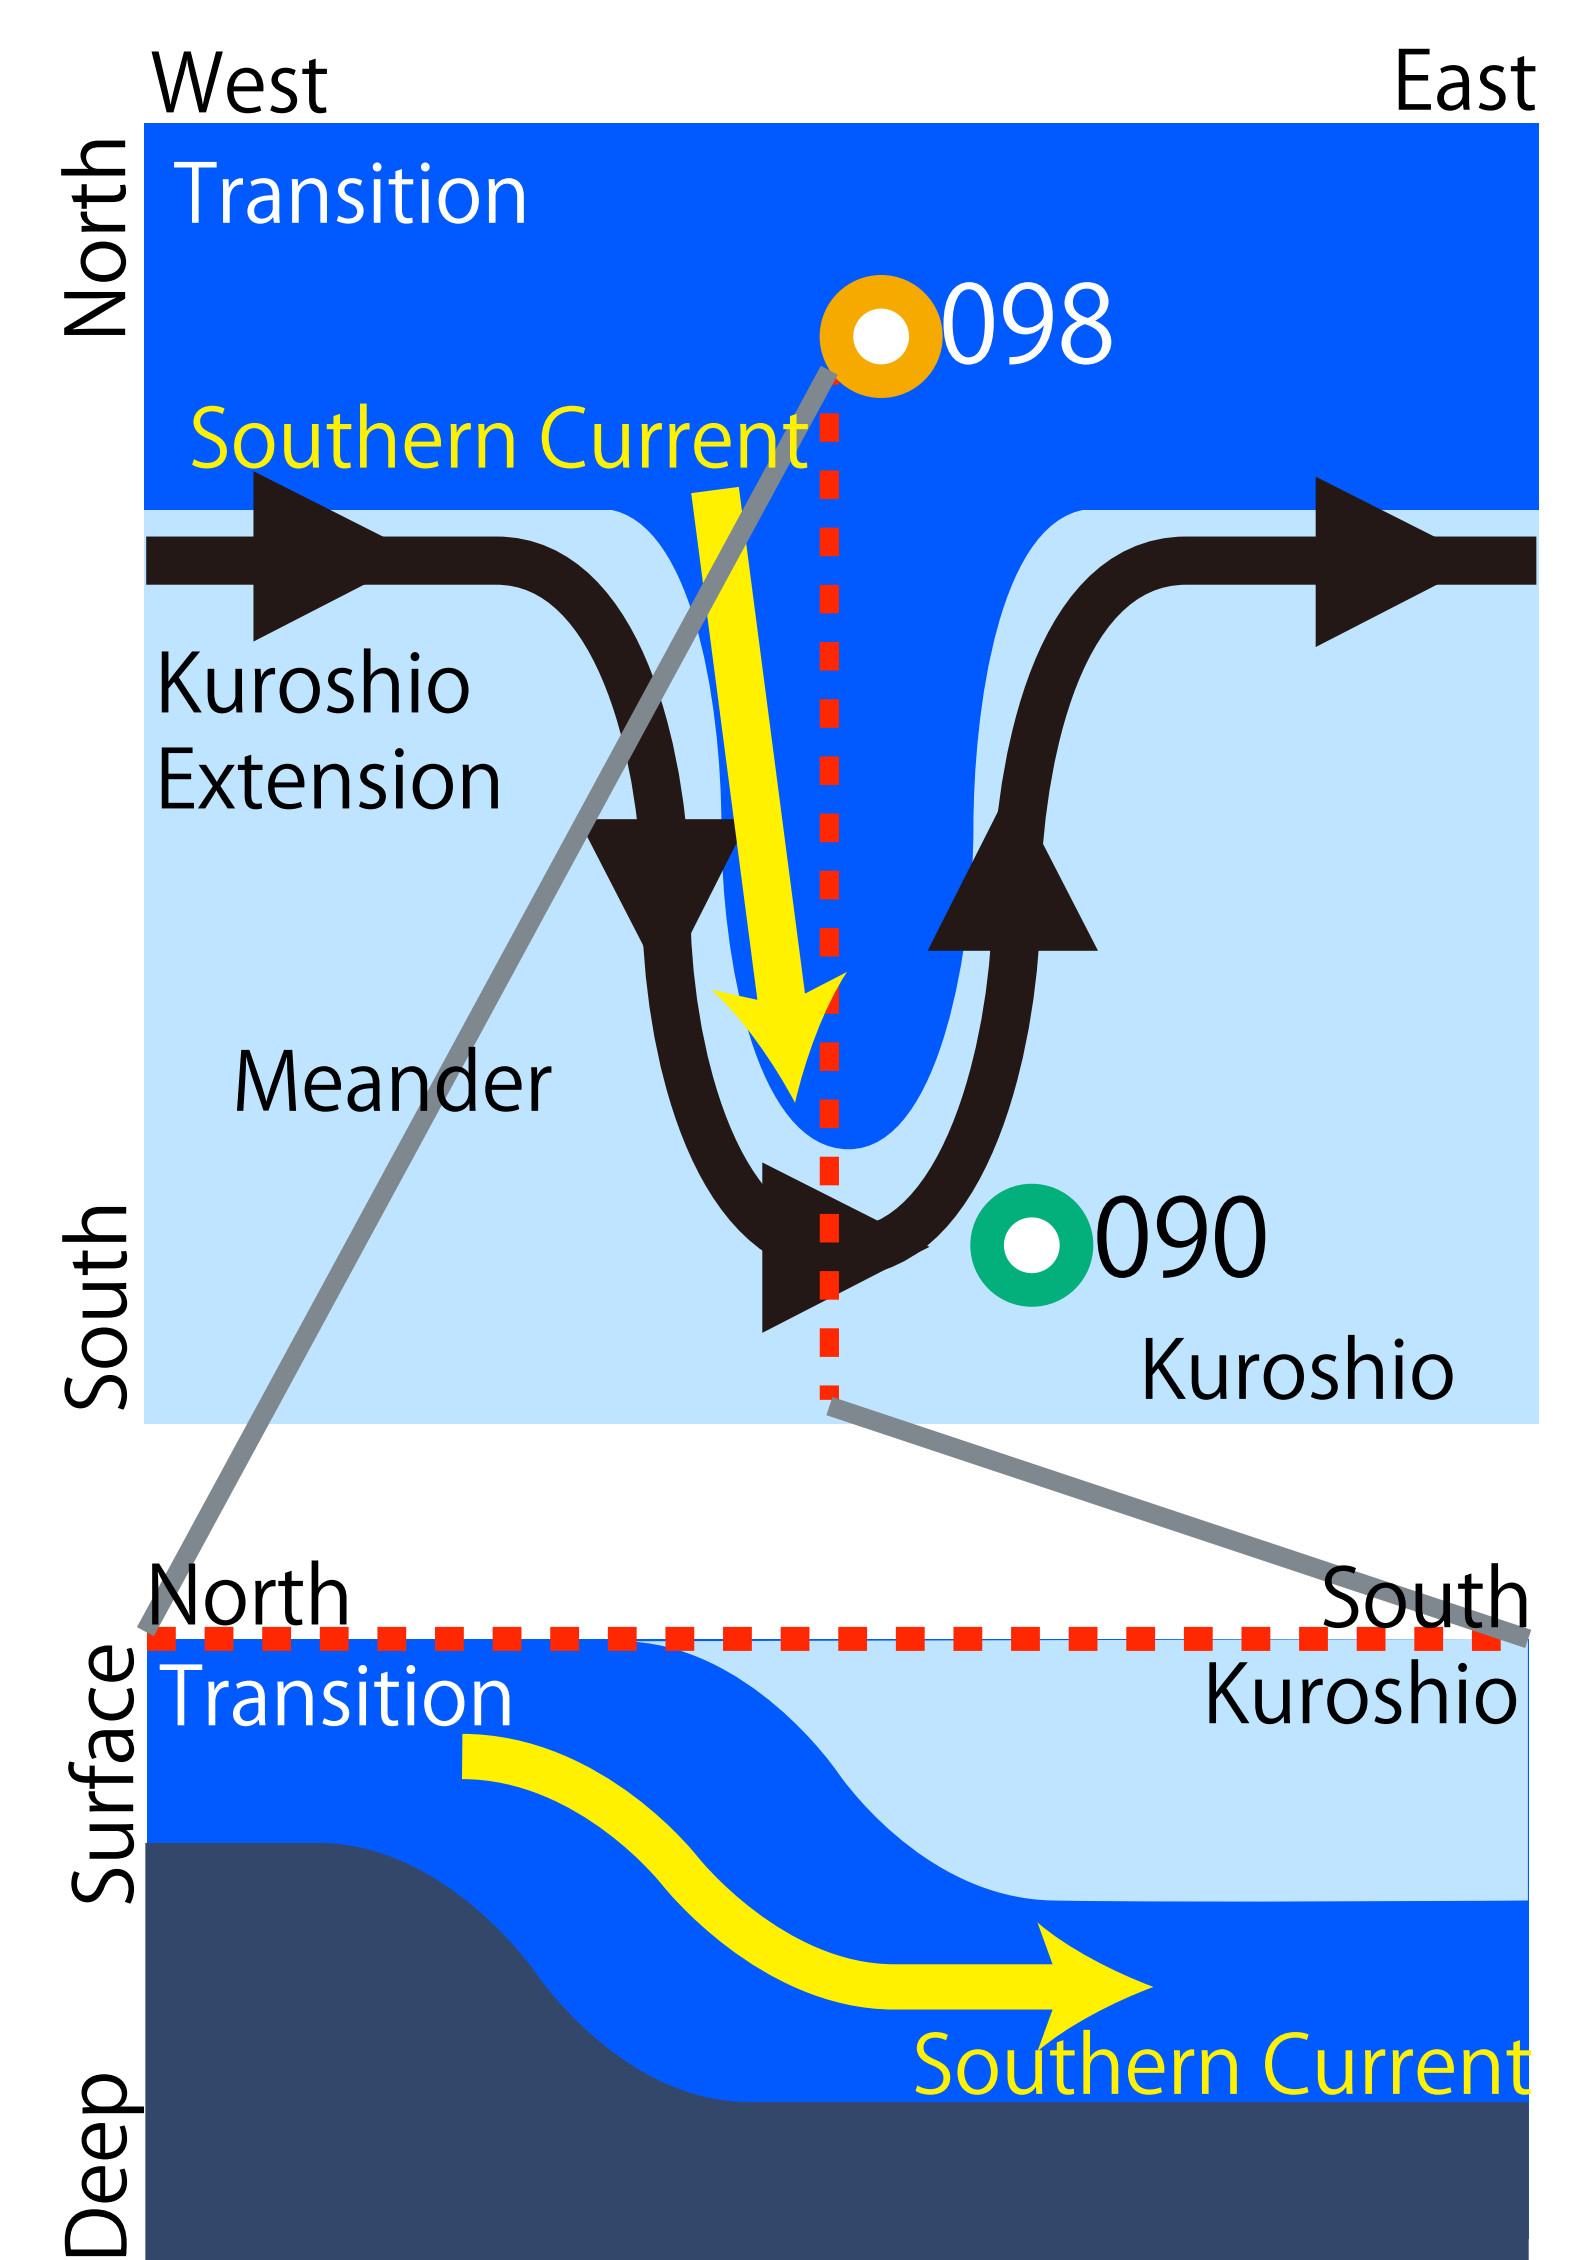 West
East
North
Transition
098
Southern Current
Kuroshio
Extension
Meander
South
090
Kuroshio
North
South
Surface
Transition
Kuroshio
Southern Current
Deep